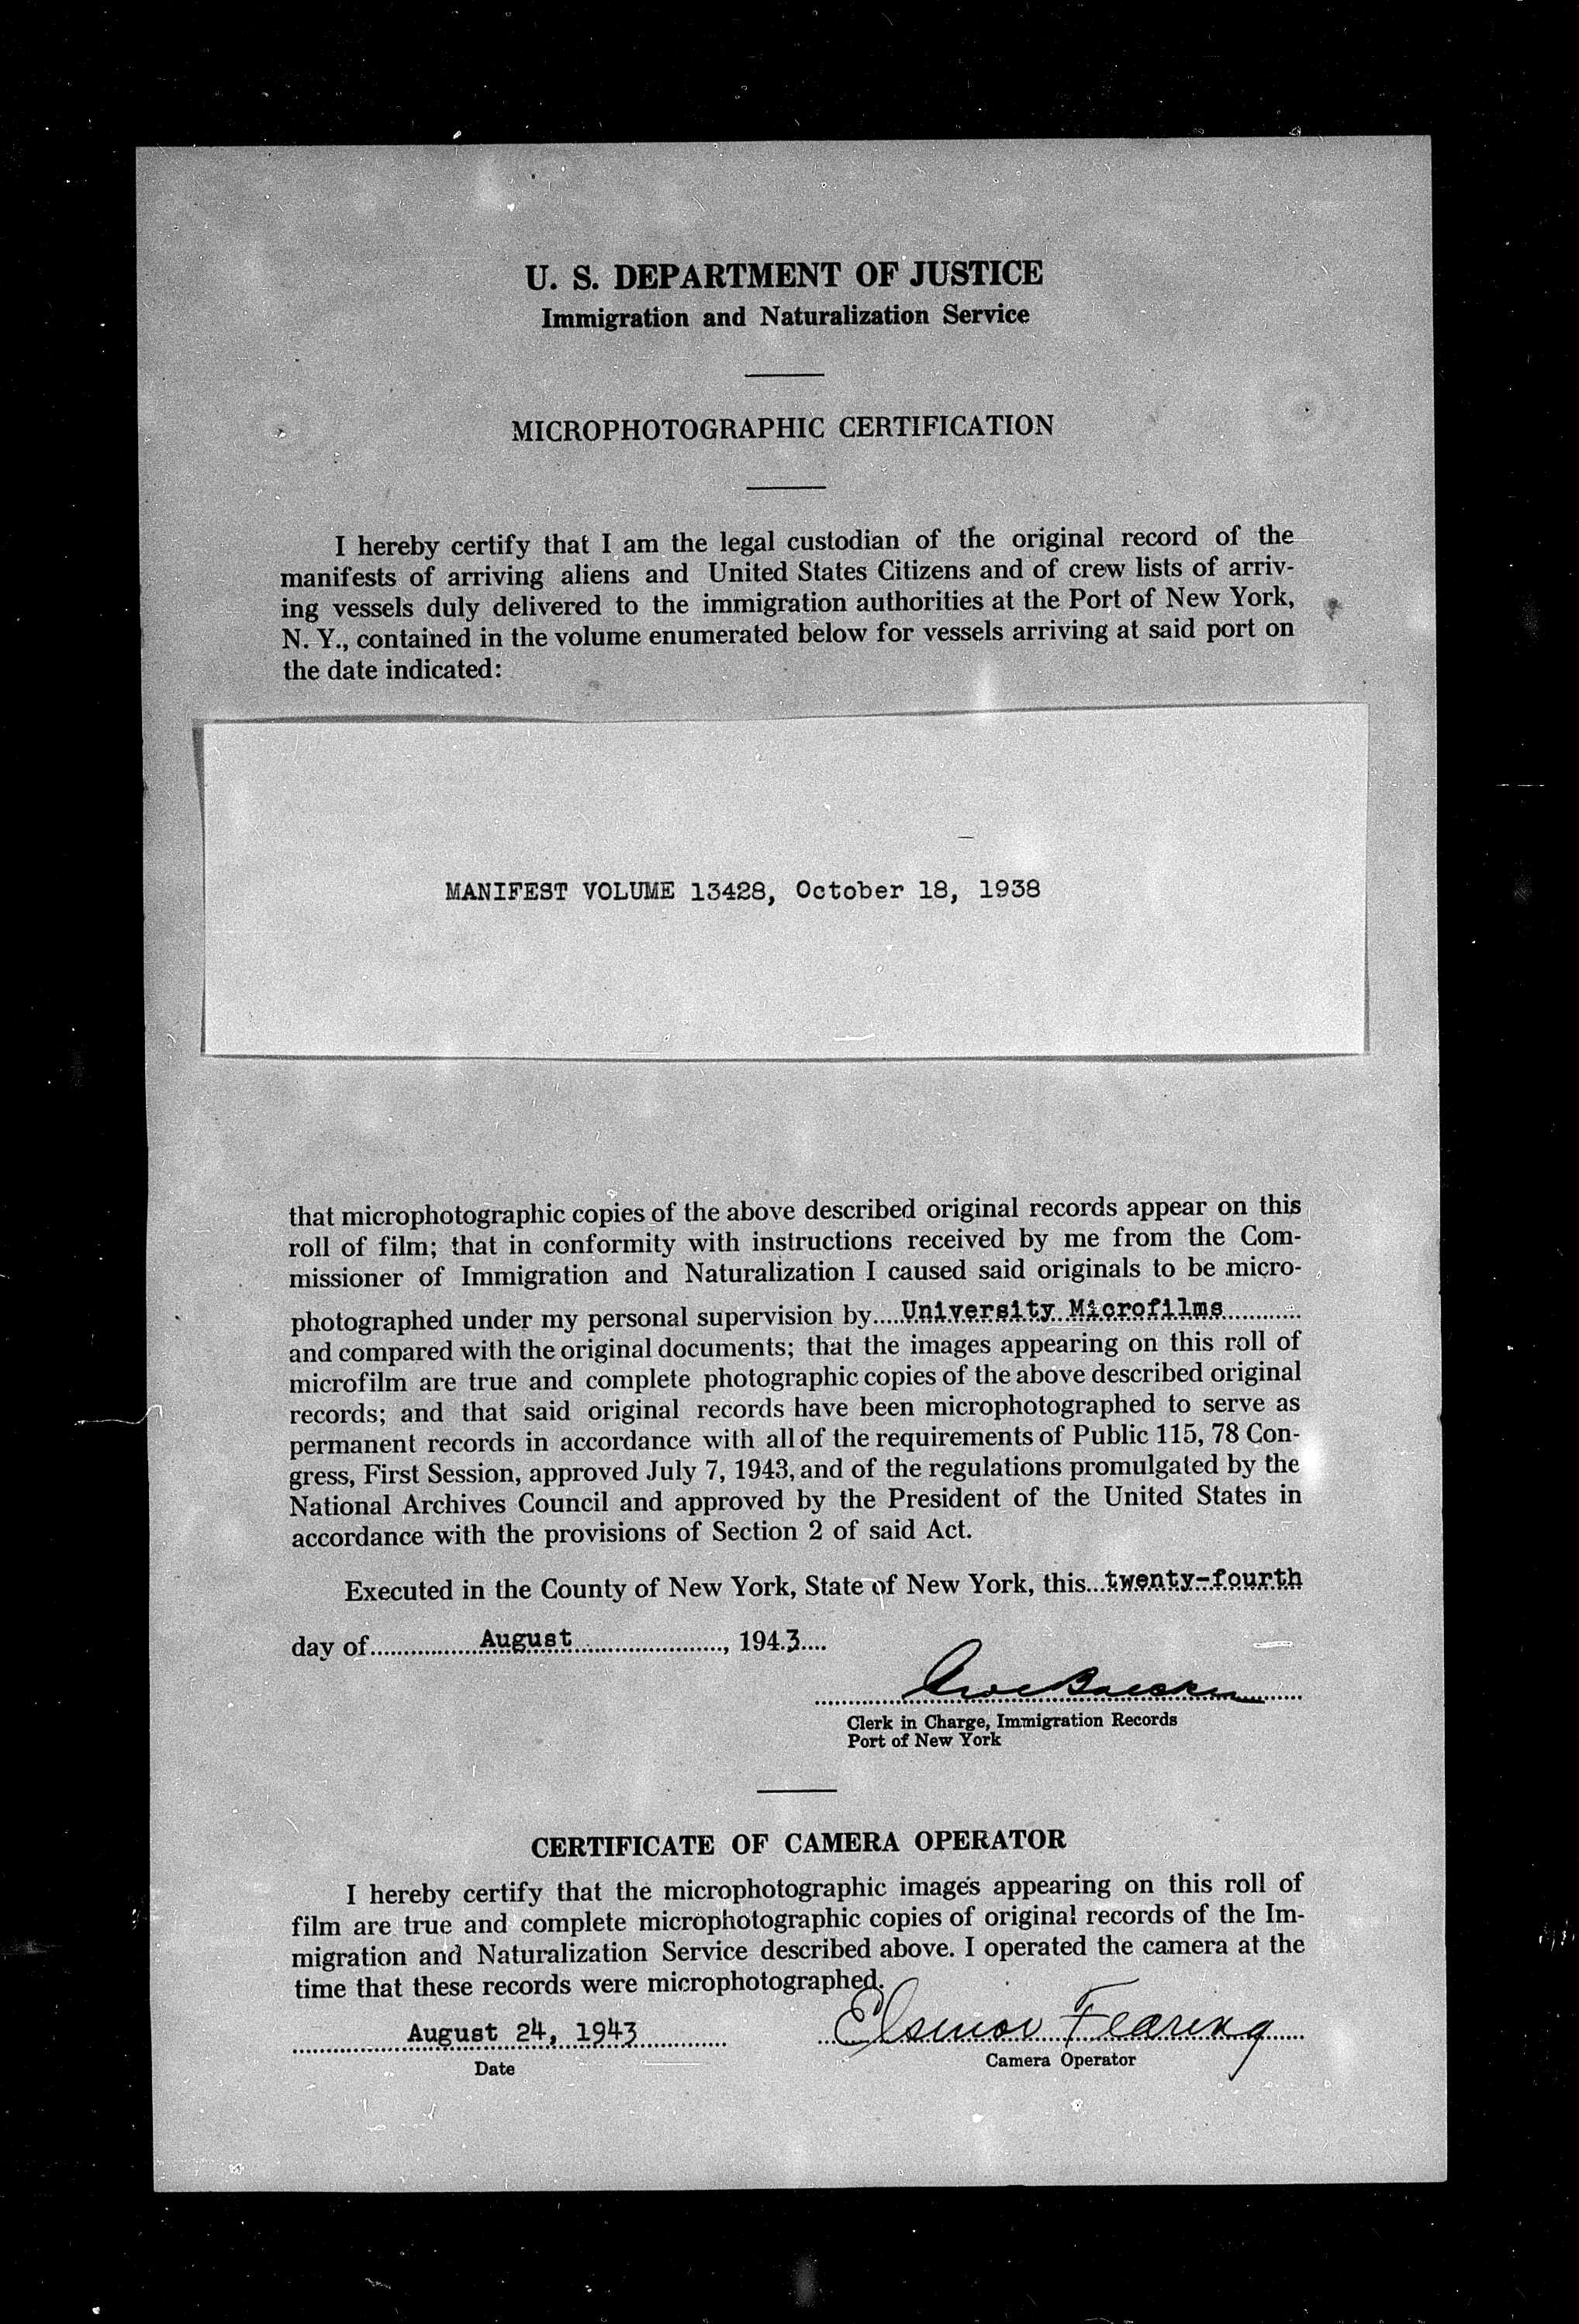 U. S. DEPARTMENT OF JUSTICE
Immigration and Naturalization Service
MICROPHOTOGRAPHIC CERTIFICATION
I hereby certify that I am the legal custodian of the original record of the
manifests of arriving aliens and United States Citizens and of crew lists of arriv-
ing vessels duly delivered to the immigration authorities at the Port of New York,
N. Y., contained in the volume enumerated below for vessels arriving at said port on
the date indicated:
MANIFEST VOLUME 13428, October 18, 1938
that microphotographic copies of the above described original records appear on this
roll of film; that in conformity with instructions received by me from the Com-
missioner of Immigration and Naturalization I caused said originals to be micro-
photographed under my personal supervision by....University Microfilms............
and compared with the original documents; that the images appearing on this roll of
microfilm are true and complete photographic copies of the above described original
records; and that said original records have been microphotographed to serve as
permanent records in accordance with all of the requirements of Public 115, 78 Con-
gress, First Session, approved July 7, 1943, and of the regulations promulgated by the
National Archives Council and approved by the President of the United States in
accordance with the provisions of Section 2 of said Act.
Executed in the County of New York, State of New York, this...twenty-fourth
day of................August......................, 194.3....
Clerk in Charge, Immigration Records
Port of New York
CERTIFICATE OF CAMERA OPERATOR
I hereby certify that the microphotographic images appearing on this roll of
film are true and complete microphotographic copies of original records of the Im-
migration and Naturalization Service described above. I operated the camera at the
time that these records were microphotographed.
August 24, 1943
Fearing
Date
Camera Operator